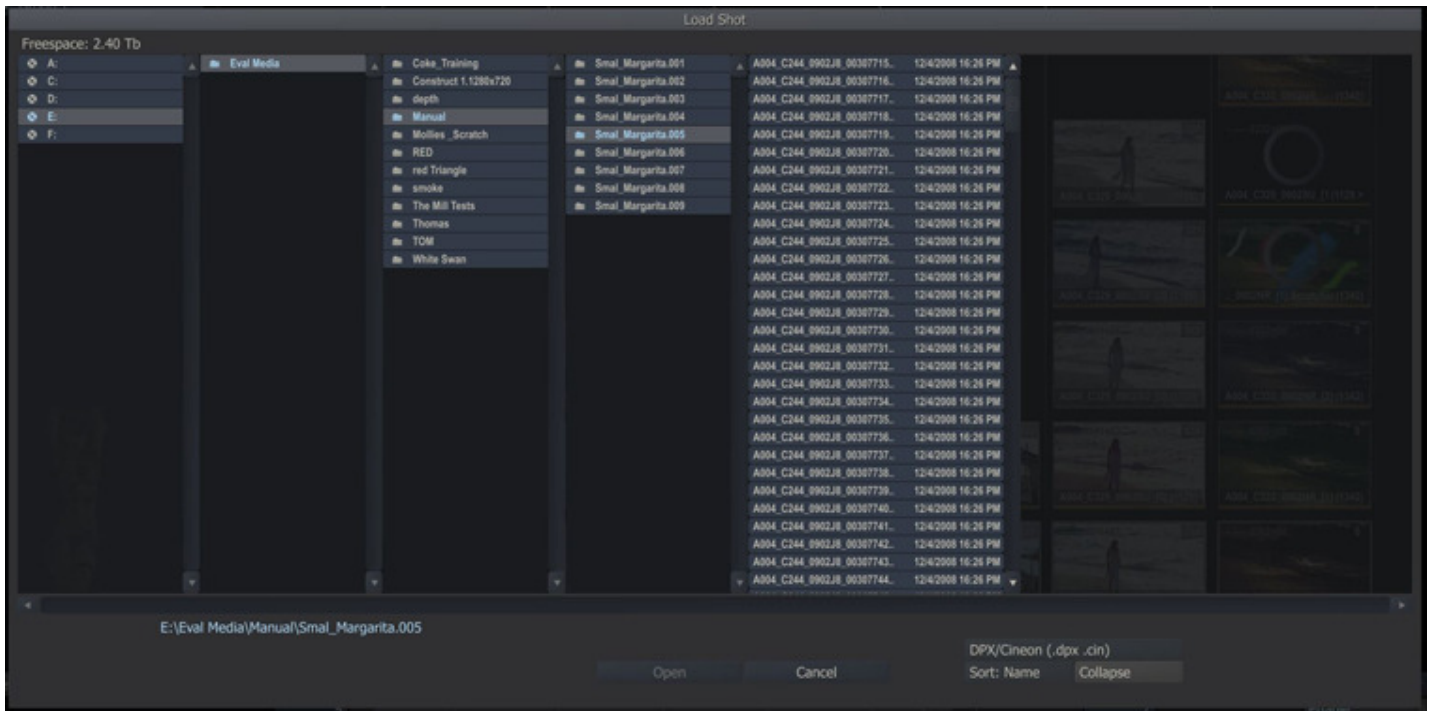 Load Shot
Freespace: 2.40 Tb
A:
C:
D:
E:
F:
Eval Media
Coke_Training
Construct 1.1280x720
depth
Manual
Mollies _Scratch
RED
red Triangle
smoke
The Mill Tests
Thomas
TOM
White Swan
Smal_Margarita.001
Smal_Margarita.002
Smal_Margarita.003
Smal_Margarita.004
Smal_Margarita.005
Smal_Margarita.006
Smal_Margarita.007
Smal_Margarita.008
Smal_Margarita.009
A004_C244_0902J8_00307715.. 12/4/2008 16:26 PM
A004_C244_0902J8_00307716.. 12/4/2008 16:26 PM
A004_C244_0902J8_00307717.. 12/4/2008 16:26 PM
A004_C244_0902J8_00307718.. 12/4/2008 16:26 PM
A004_C244_0902J8_00307719.. 12/4/2008 16:26 PM
A004_C244_0902J8_00307720.. 12/4/2008 16:26 PM
A004_C244_0902J8_00307721.. 12/4/2008 16:26 PM
A004_C244_0902J8_00307722.. 12/4/2008 16:26 PM
A004_C244_0902J8_00307723.. 12/4/2008 16:26 PM
A004_C244_0902J8_00307724.. 12/4/2008 16:26 PM
A004_C244_0902J8_00307725.. 12/4/2008 16:26 PM
A004_C244_0902J8_00307726.. 12/4/2008 16:26 PM
A004_C244_0902J8_00307727.. 12/4/2008 16:26 PM
A004_C244_0902J8_00307728.. 12/4/2008 16:26 PM
A004_C244_0902J8_00307729.. 12/4/2008 16:26 PM
A004_C244_0902J8_00307730.. 12/4/2008 16:26 PM
A004_C244_0902J8_00307731.. 12/4/2008 16:26 PM
A004_C244_0902J8_00307732.. 12/4/2008 16:26 PM
A004_C244_0902J8_00307733.. 12/4/2008 16:26 PM
A004_C244_0902J8_00307734.. 12/4/2008 16:26 PM
A004_C244_0902J8_00307735.. 12/4/2008 16:26 PM
A004_C244_0902J8_00307736.. 12/4/2008 16:26 PM
A004_C244_0902J8_00307737.. 12/4/2008 16:26 PM
A004_C244_0902J8_00307738.. 12/4/2008 16:26 PM
A004_C244_0902J8_00307739.. 12/4/2008 16:26 PM
A004_C244_0902J8_00307740.. 12/4/2008 16:26 PM
A004_C244_0902J8_00307741.. 12/4/2008 16:26 PM
A004_C244_0902J8_00307742.. 12/4/2008 16:26 PM
A004_C244_0902J8_00307743.. 12/4/2008 16:26 PM
A004_C244_0902J8_00307744.. 12/4/2008 16:26 PM
E:\Eval Media\Manual\Smal_Margarita.005
DPX/Cineon (.dpx .cin)
Open
Cancel
Sort: Name
Collapse